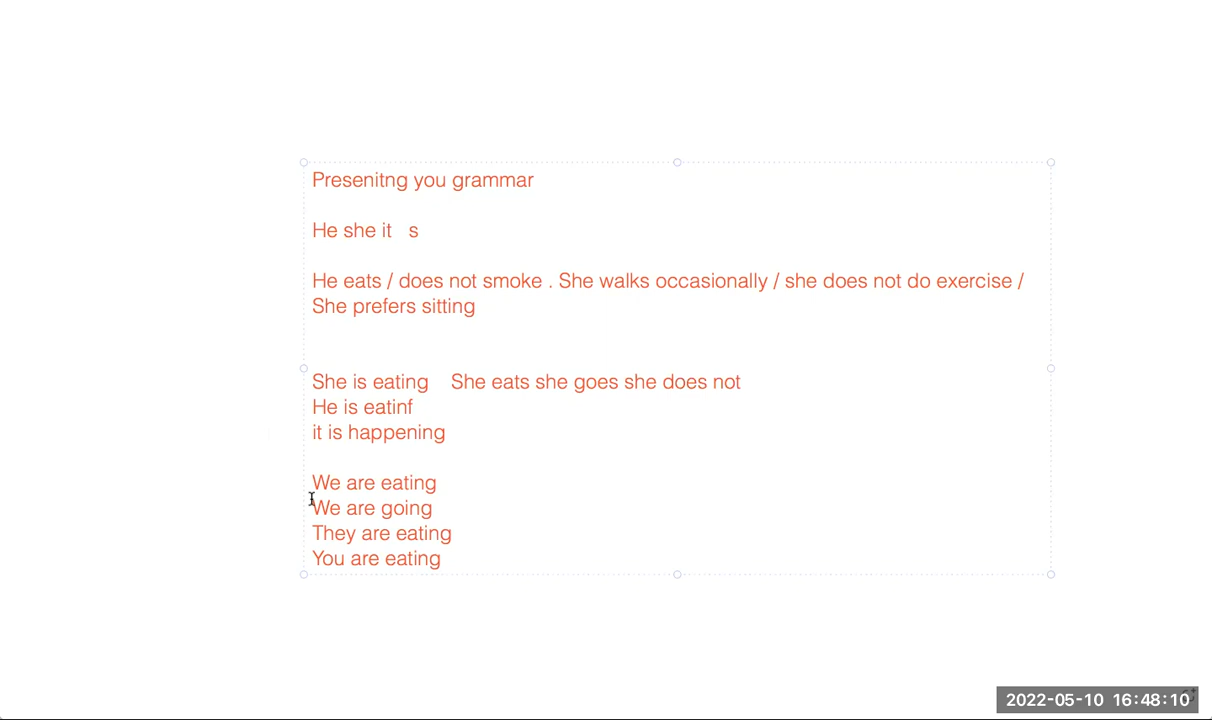 Presenitng you grammar
He she it   s
He eats / does not smoke . She walks occasionally / she does not do exercise /
She prefers sitting
She is eating    She eats she goes she does not
He is eatinf
it is happening
We are eating
We are going
They are eating
You are eating
2022-05-10 16:48:10